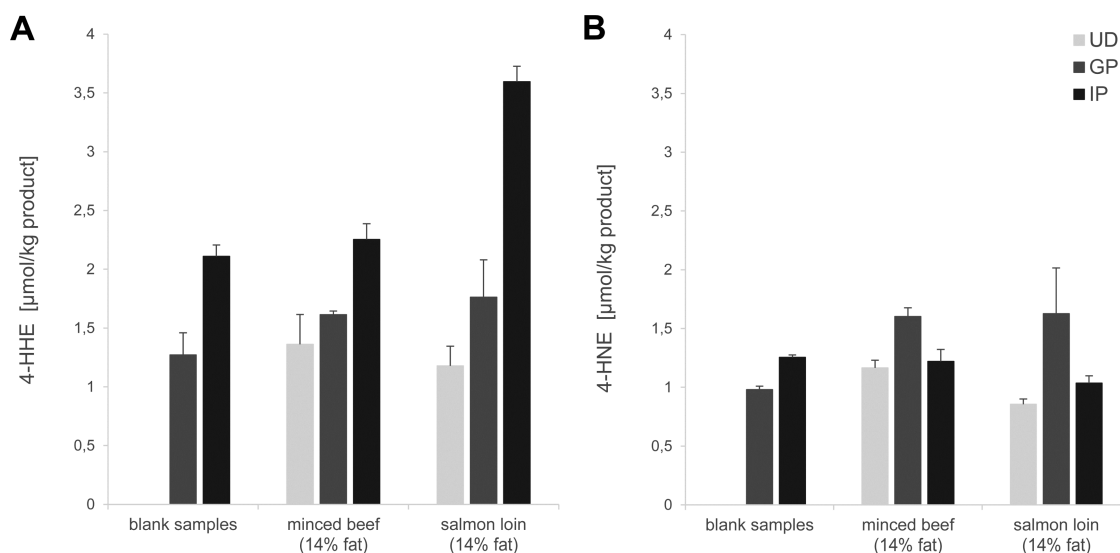 A
4-HHE [µmol/kg product]
4
3,5
3
2,5
2
1,5
1
0,5
0
blank samples
minced beef
(14% fat)
salmon loin
(14% fat)
B
4-HNE [µmol/kg product]
4
3,5
3
2,5
2
1,5
1
0,5
0
blank samples
minced beef
(14% fat)
salmon loin
(14% fat)
UD
GP
IP